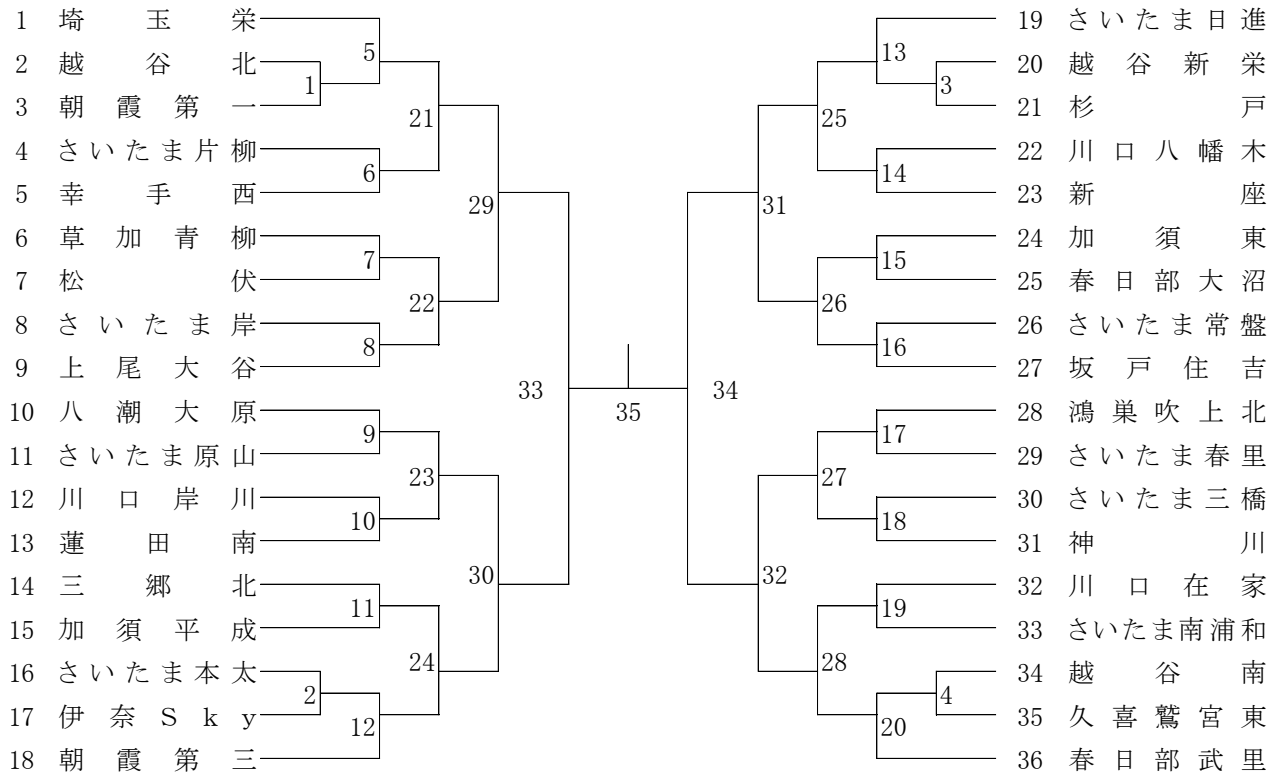 1 埼玉栄
2 越谷北
3 朝霞第一
4 さいたま片柳
5 幸手西
6 草加青柳
7 松伏
8 さいたま岸
9 上尾大谷
10 八潮大原
11 さいたま原山
12 川口岸川
13 蓮田南
14 三郷北
15 加須平成
16 さいたま本太
17 伊奈Sky
18 朝霞第三
5
1
21
6
29
7
22
8
33
9
23
10
30
11
24
2
12
35
13
3
25
14
31
15
26
16
34
17
27
18
32
19
28
4
20
19 さいたま日進
20 越谷新栄
21 杉戸
22 川口八幡木
23 新座
24 加須東
25 春日部大沼
26 さいたま常盤
27 坂戸住吉
28 鴻巣吹上北
29 さいたま春里
30 さいたま三橋
31 神川
32 川口在家
33 さいたま南浦和
34 越谷南
35 久喜鷲宮東
36 春日部武里